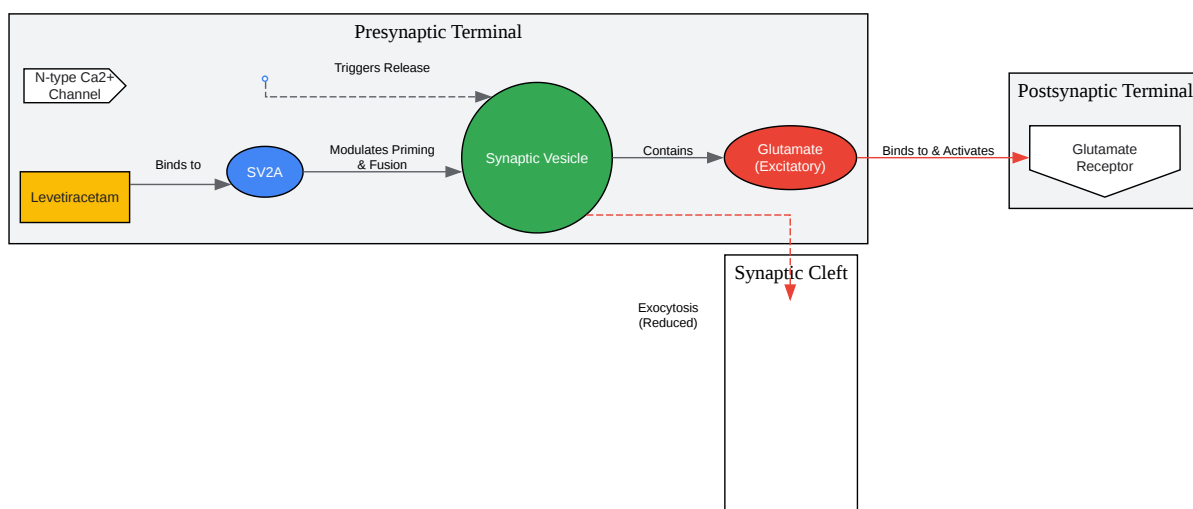 Presynaptic Terminal
Triggers Release
N-type Ca2+
Channel
Postsynaptic Terminal
Binds to
Modulates Priming
& Fusion
Synaptic Vesicle
Contains
Glutamate
(Excitatory)
Binds to & Activates
Glutamate
Receptor
SV2A
Levetiracetam
Synaptic Cleft
Exocytosis
(Reduced)